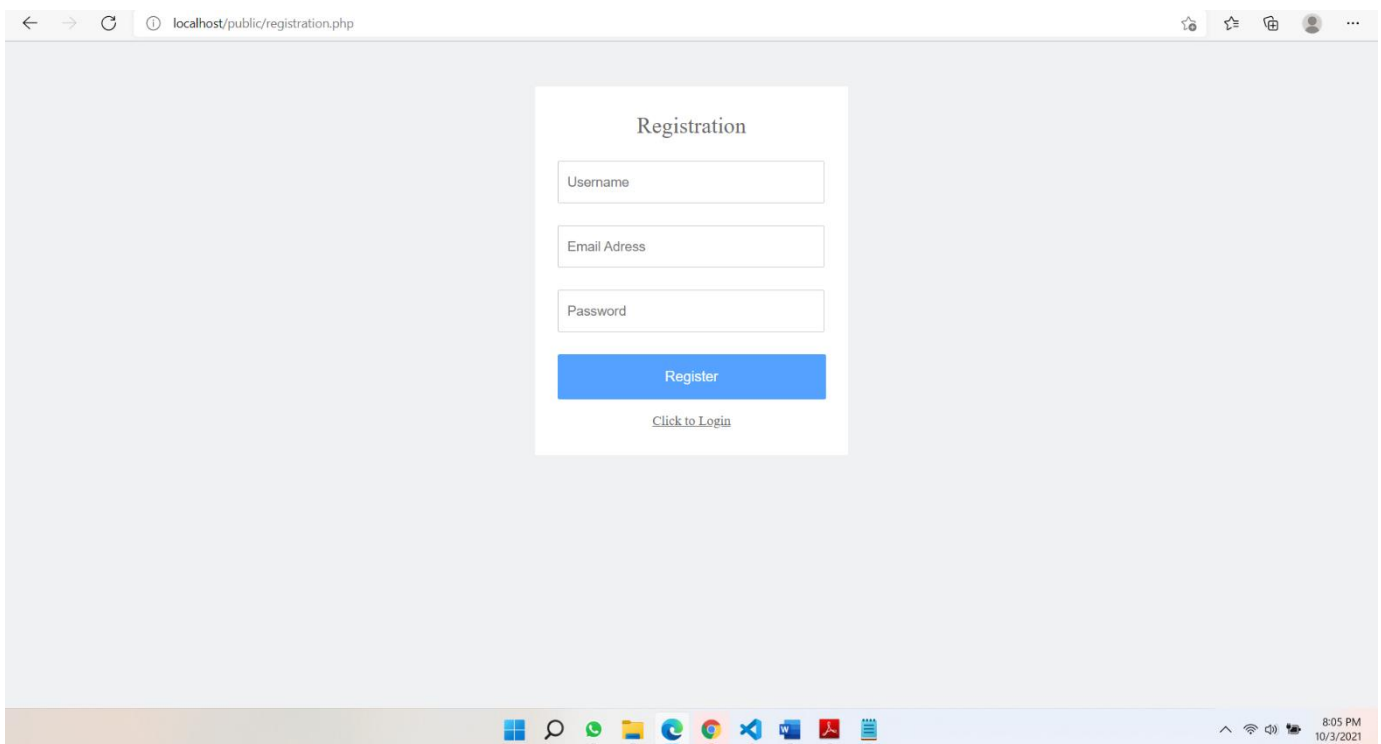 localhost/public/registration.php
Registration
Username
Email Adress
Password
Register
Click to Login
8:05 PM
10/3/2021